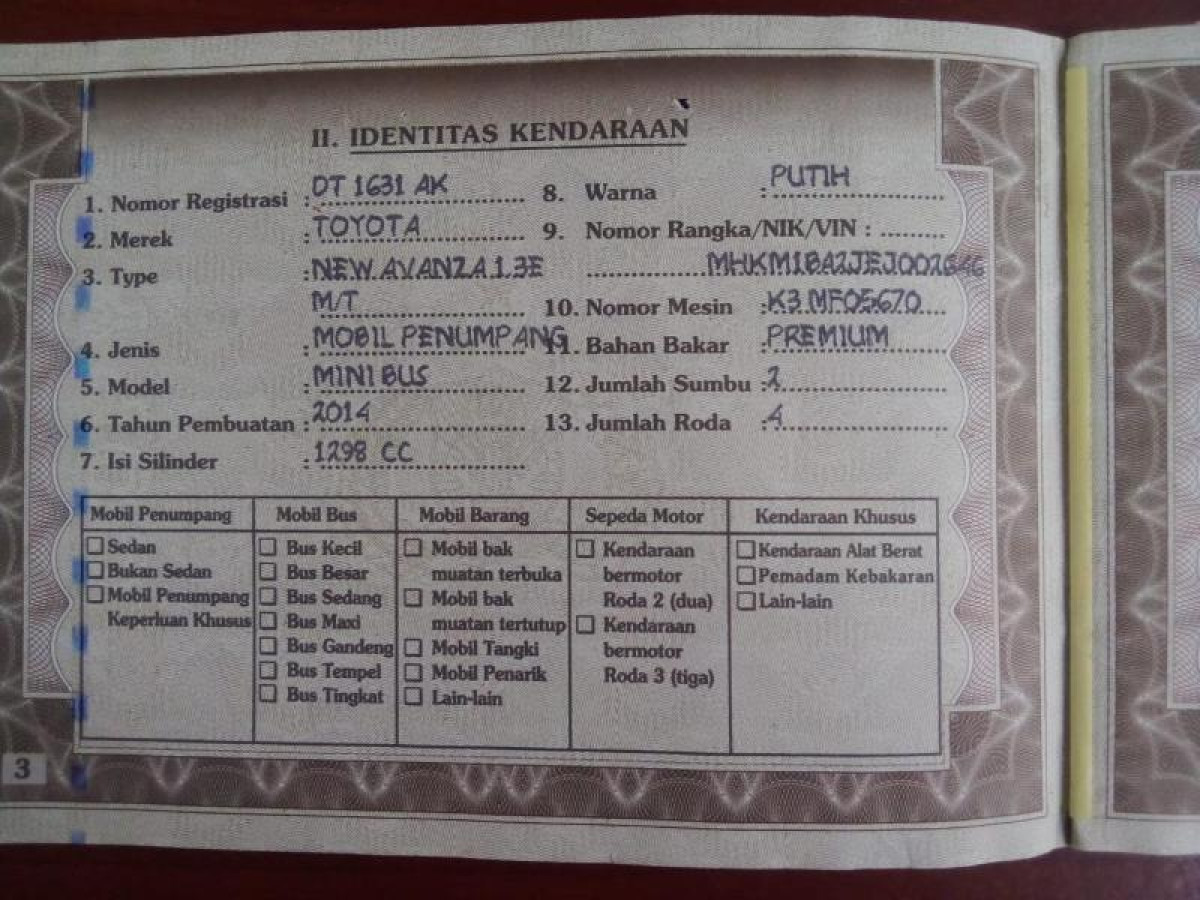 II. IDENTITAS KENDARAAN
1. Nomor Registrasi : DT 1631 AK
2. Merek : TOYOTA
3. Type : NEW AVANZA 1.3E
M/T
4. Jenis : MOBIL PENUMPANG
5. Model : MINIBUS
6. Tahun Pembuatan : 2014
7. Isi Silinder : 1298 CC
8. Warna : PUTIH
9. Nomor Rangka/NIK/VIN :
MHKM1BA2JEJ002646
10. Nomor Mesin : K3 MF05670
11. Bahan Bakar : PREMIUM
12. Jumlah Sumbu : 2
13. Jumlah Roda : 4
Mobil Penumpang
Sedan
Bukan Sedan
Mobil Penumpang
Keperluan Khusus
Mobil Bus
Bus Kecil
Bus Besar
Bus Sedang
Bus Maxi
Bus Gandeng
Bus Tempel
Bus Tingkat
Mobil Barang
Mobil bak
muatan terbuka
Mobil bak
muatan tertutup
Mobil Tangki
Mobil Penarik
Lain-lain
Sepeda Motor
Kendaraan
bermotor
Roda 2 (dua)
Kendaraan
bermotor
Roda 3 (tiga)
Kendaraan Khusus
Kendaraan Alat Berat
Pemadam Kebakaran
Lain-lain
3